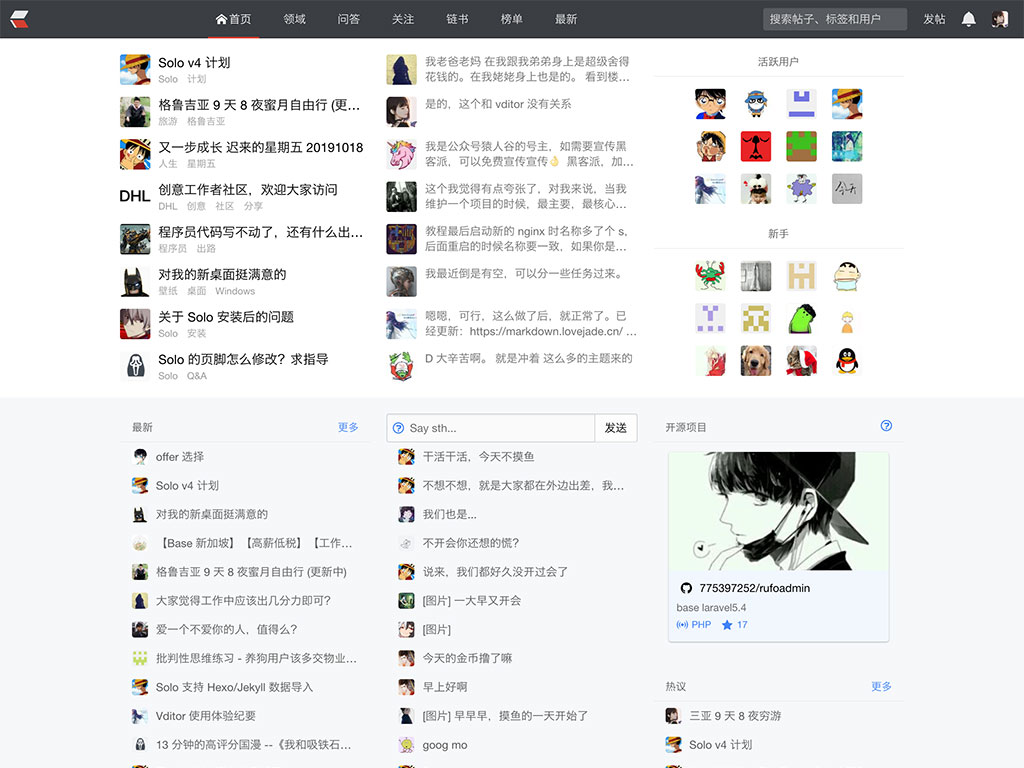 首页 领域 问答 关注 链书 榜单 最新 搜索帖子、标签和用户 发帖
Solo v4 计划
Solo 计划
格鲁吉亚 9 天 8 夜蜜月自由行 (更...
旅游 格鲁吉亚
又一步成长 迟来的星期五 20191018
人生 星期五
DHL
创意工作者社区，欢迎大家访问
DHL 创意 社区 分享
程序员代码写不动了，还有什么出...
程序员 出路
对我的新桌面挺满意的
壁纸 桌面 Windows
关于 Solo 安装后的问题
Solo 安装
Solo 的页脚怎么修改？求指导
Solo Q&A
我老爸老妈 在我跟我弟弟身上是超级舍得
花钱的。在我姥姥身上也是的。 看到楼...
是的，这个和 vditor 没有关系
我是公众号猿人谷的号主，如需要宣传黑
客派，可以免费宣传宣传👌 黑客派，加...
这个我觉得有点夸张了，对我来说，当我
维护一个项目的时候，最主要，最核心...
教程最后启动新的 nginx 时名称多了个 s,
后面重启的时候名称要一致，如果你是...
我最近倒是有空，可以分一些任务过来。
嗯嗯，可行，这么做了后，就正常了。已
经更新：https://markdown.lovejade.cn/ ...
D 大辛苦啊。 就是冲着 这么多的主题来的
活跃用户
今天
新手
最新 更多
offer 选择
Solo v4 计划
对我的新桌面挺满意的
【Base 新加坡】【高薪低税】【工作...
格鲁吉亚 9 天 8 夜蜜月自由行 (更新中)
大家觉得工作中应该出几分力即可？
爱一个不爱你的人，值得么？
批判性思维练习 - 养狗用户该多交物业...
Solo 支持 Hexo/Jekyll 数据导入
Vditor 使用体验纪要
13 分钟的高评分国漫 --《我和吸铁石...
Say sth... 发送
干活干活，今天不摸鱼
不想不想，就是大家都在外边出差，我...
我们也是...
不开会你还想的慌？
说来，我们都好久没开过会了
[图片] 一大早又开会
[图片]
今天的金币撸了嘛
早上好啊
[图片] 早早早，摸鱼的一天开始了
goog mo
开源项目
775397252/rufoadmin
base laravel5.4
PHP 17
热议 更多
三亚 9 天 8 夜穷游
Solo v4 计划